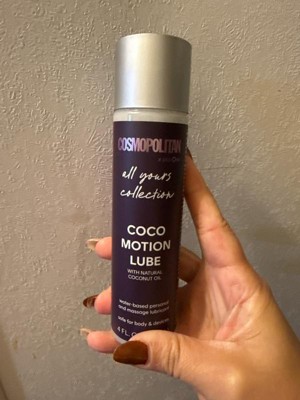 COSMOPOLITAN
all yours
collection
COCO
MOTION
LUBE
WITH NATURAL
COCONUT OIL
water-based personal
and massage lubricant
safe for body & devices
4 FL.